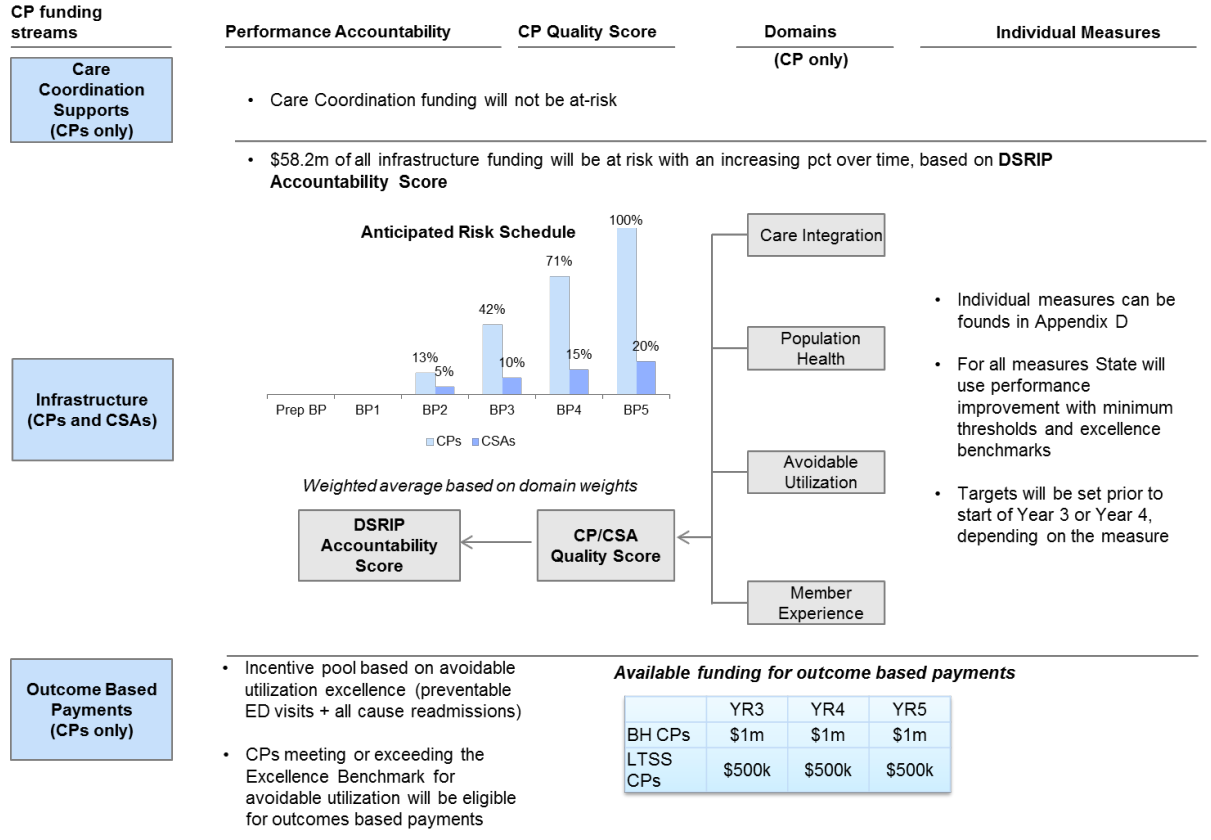 CP funding
streams
Performance Accountability
CP Quality Score
Domains
(CP only)
Individual Measures
Care
Coordination
Supports
(CPs only)
• Care Coordination funding will not be at-risk
• $58.2m of all infrastructure funding will be at risk with an increasing pct over time, based on DSRIP
Accountability Score
Infrastructure
(CPs and CSAs)
Anticipated Risk Schedule
100%
71%
42%
13%
5%
10%
15%
20%
Prep BP
BP1
BP2
BP3
BP4
BP5
CPs
CSAs
Weighted average based on domain weights
DSRIP
Accountability
Score
CP/CSA
Quality Score
Care Integration
Population
Health
Avoidable
Utilization
Member
Experience
• Individual measures can be
founds in Appendix D
• For all measures State will
use performance
improvement with minimum
thresholds and excellence
benchmarks
• Targets will be set prior to
start of Year 3 or Year 4,
depending on the measure
Outcome Based
Payments
(CPs only)
• Incentive pool based on avoidable
utilization excellence (preventable
ED visits + all cause readmissions)
• CPs meeting or exceeding the
Excellence Benchmark for
avoidable utilization will be eligible
for outcomes based payments
Available funding for outcome based payments
YR3 YR4 YR5
BH CPs $1m $1m $1m
LTSS
CPs $500k $500k $500k